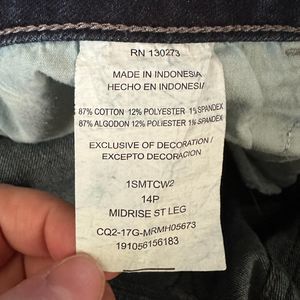 RN 130273
MADE IN INDONESIA
HECHO EN INDONESIA
87% COTTON 12% POLYESTER 1% SPANDEX
87% ALGODON 12% POLIESTER 1% SPANDEX
EXCLUSIVE OF DECORATION /
EXCEPTO DECORACION
1SMTCW2
14P
MIDRISE ST LEG
CQ2-17G-MRMH05673
191056156183